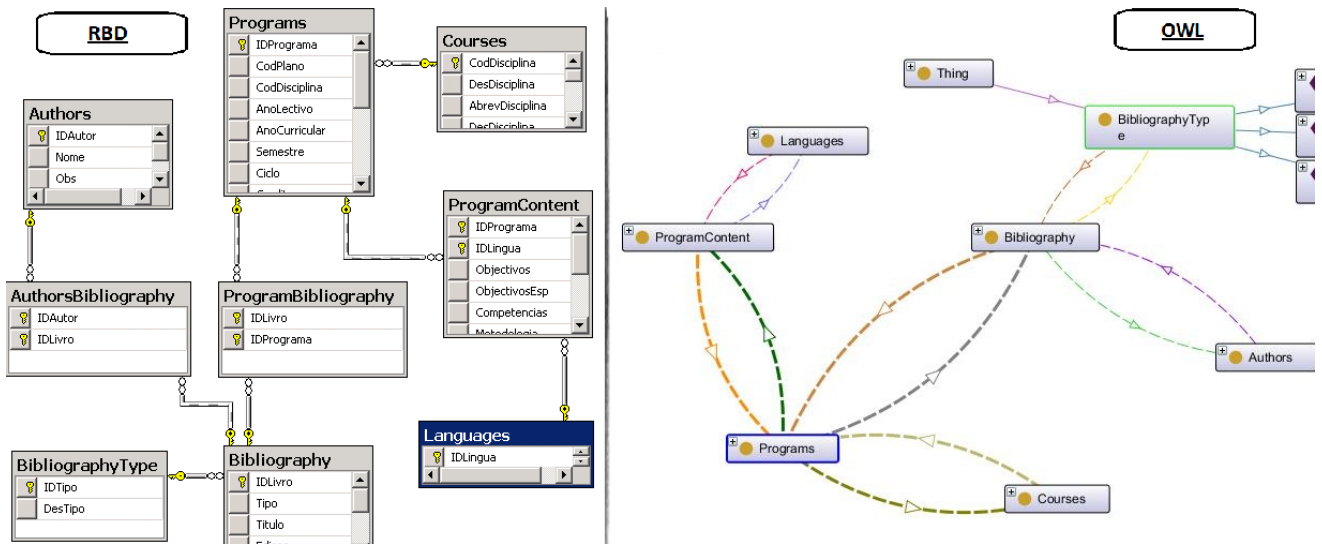 RBD
Programs
IDPrograma
CodPlano
CodDisciplina
AnoLectivo
AnoCurricular
Semestre
Ciclo
Courses
CodDisciplina
DesDisciplina
AbrevDisciplina
Authors
IDAutor
Nome
Obs
ProgramContent
IDPrograma
IDLingua
Objectivos
ObjectivosEsp
Competencias
Metodologia
AuthorsBibliography
IDAutor
IDLivro
ProgramBibliography
IDLivro
IDPrograma
Languages
IDLingua
BibliographyType
IDTipo
DesTipo
Bibliography
IDLivro
Tipo
Titulo
OWL
Thing
BibliographyTyp
e
Languages
ProgramContent
Bibliography
Authors
Programs
Courses